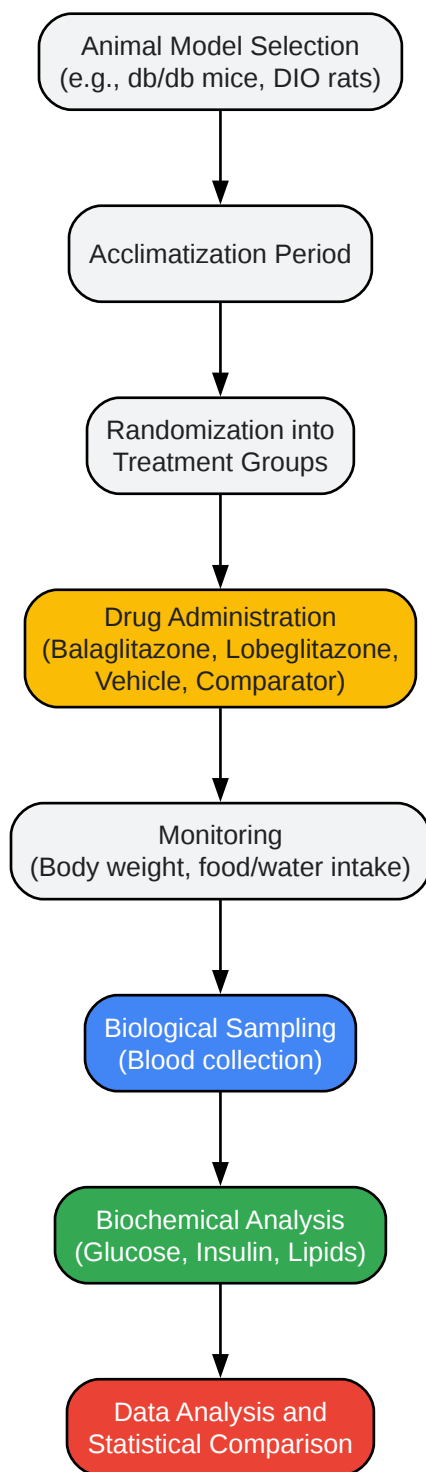 Animal Model Selection
(e.g., db/db mice, DIO rats)
Acclimatization Period
Randomization into
Treatment Groups
Drug Administration
(Balaglitazone, Lobeglitazone,
Vehicle, Comparator)
Monitoring
(Body weight, food/water intake)
Biological Sampling
(Blood collection)
Biochemical Analysis
(Glucose, Insulin, Lipids)
Data Analysis and
Statistical Comparison